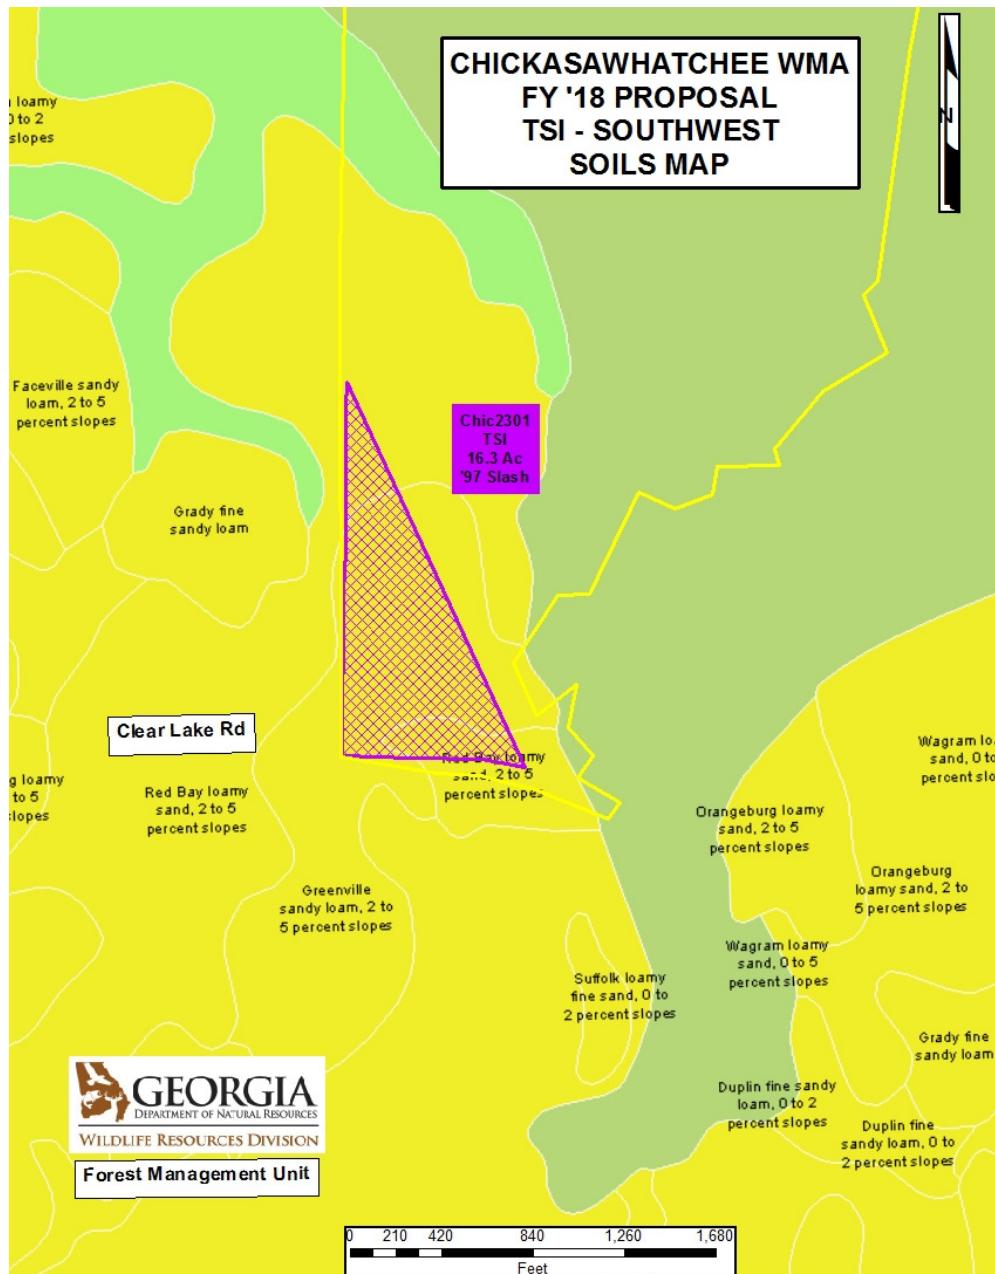 CHICKASAWHATCHEE WMA
FY '18 PROPOSAL
TSI - SOUTHWEST
SOILS MAP
N
loamy
0 to 2
slopes
Faceville sandy
loam, 2 to 5
percent slopes
Chic2301
TSI
16.3 Ac
'97 Slash
Grady fine
sandy loam
Clear Lake Rd
Red Bay loamy
sand, 2 to 5
percent slopes
Wagram
sand, 0 to
percent
loamy
to 5
slopes
Red Bay loamy
sand, 2 to 5
percent slopes
Orangeburg loamy
sand, 2 to 5
percent slopes
Orangeburg
loamy sand, 2 to
5 percent slopes
Greenville
sandy loam, 2 to
5 percent slopes
Wagram loamy
sand, 0 to 5
percent slopes
Suffolk loamy
fine sand, 0 to
2 percent slopes
Grady fine
sandy loam
Duplin fine sandy
loam, 0 to 2
percent slopes
Duplin fine
sandy loam, 0 to
2 percent slopes
GEORGIA
DEPARTMENT OF NATURAL RESOURCES
WILDLIFE RESOURCES DIVISION
Forest Management Unit
0 210 420 840 1,260 1,680
Feet